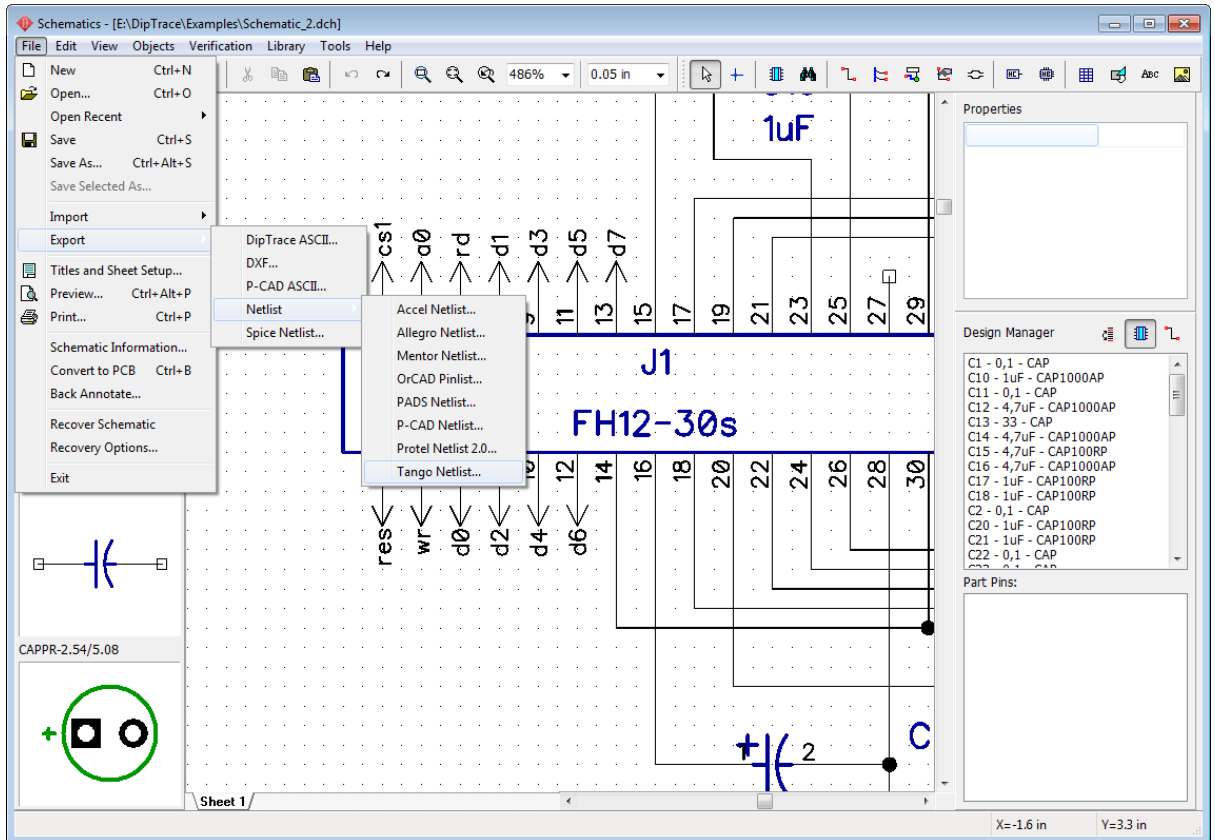 Schematics - [E:\DipTrace\Examples\Schematic_2.dch]
File Edit View Objects Verification Library Tools Help
486% 0.05 in ABC
New Ctrl+N
Open... Ctrl+O
Open Recent
Save Ctrl+S
Save As... Ctrl+Alt+S
Save Selected As...
Import
Export
Titles and Sheet Setup...
Preview... Ctrl+Alt+P
Print... Ctrl+P
Schematic Information...
Convert to PCB Ctrl+B
Back Annotate...
Recover Schematic
Recovery Options...
Exit
DipTrace ASCII...
DXF...
P-CAD ASCII...
Netlist
Spice Netlist...
Accel Netlist...
Allegro Netlist...
Mentor Netlist...
OrCAD Pinlist...
PADS Netlist...
P-CAD Netlist...
Protel Netlist 2.0...
Tango Netlist...
1uF
cs1 a0 rd d1 d3 d5 d7
11 13 15 17 19 21 23 25 27 29
J1
FH12-30s
12 14 16 18 20 22 24 26 28 30
res wr d0 d2 d4 d6
+ 2
C
CAPPR-2.54/5.08
+
Sheet 1
Properties
Design Manager
C1 - 0,1 - CAP
C10 - 1uF - CAP1000AP
C11 - 0,1 - CAP
C12 - 4,7uF - CAP1000AP
C13 - 33 - CAP
C14 - 4,7uF - CAP1000AP
C15 - 4,7uF - CAP100RP
C16 - 4,7uF - CAP1000AP
C17 - 1uF - CAP100RP
C18 - 1uF - CAP100RP
C2 - 0,1 - CAP
C20 - 1uF - CAP100RP
C21 - 1uF - CAP100RP
C22 - 0,1 - CAP
Part Pins:
X=-1.6 in Y=3.3 in